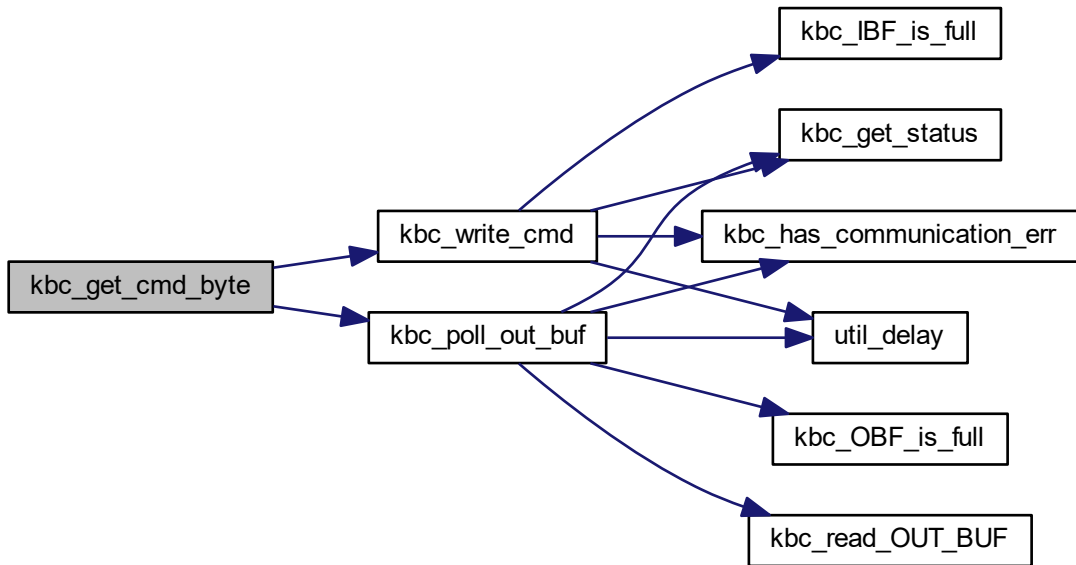 kbc_IBF_is_full
kbc_get_status
kbc_write_cmd
kbc_has_communication_err
kbc_get_cmd_byte
kbc_poll_out_buf
util_delay
kbc_OBF_is_full
kbc_read_OUT_BUF